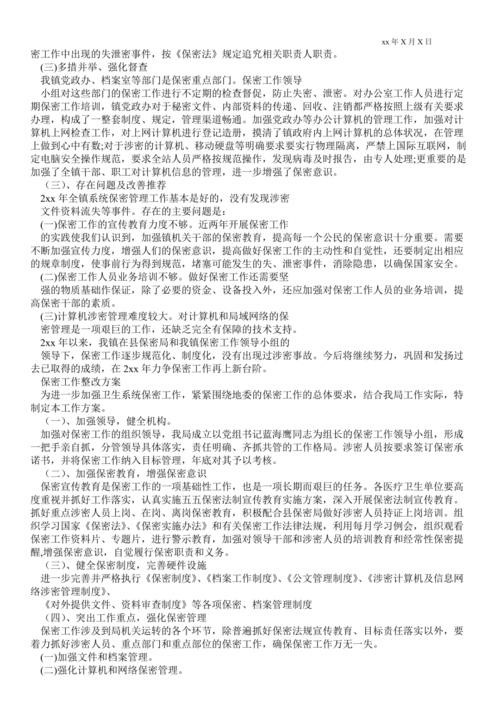 xx年X月X日
密工作中出现的失泄密事件，按《保密法》规定追究相关职责人职责。
(三)多措并举、强化督查
我镇党政办、档案室等部门是保密重点部门。保密工作领导
小组对这些部门的保密工作进行不定期的检查督促，防止失密、泄密。对办公室工作人员进行定
期保密工作培训，镇党政办对于秘密文件、内部资料的传递、回收、注销都严格按照上级有关要求
办理，构成了一整套制度、规定，管理渠道畅通。加强党政办等办公计算机的管理工作，加强对计
算机上网检查工作，对上网计算机进行登记造册，摸清了镇政府内上网计算机的总体状况，在管理
上做到心中有数;对于涉密的计算机、移动硬盘等明确要求要实行物理隔离，严禁上国际互联网，制
定电脑安全操作规范，要求全站人员严格按规范操作，发现病毒及时报告，由专人处理;更重要的是
加强了全镇干部、职工对计算机信息的管理，进一步增强了保密意识。
（三）、存在问题及改善推荐
2xx 年全镇系统保密管理工作基本是好的，没有发现涉密
文件资料流失等事件。存在的主要问题是：
(一)保密工作的宣传教育力度不够。近两年开展保密工作
的实践使我们认识到，加强镇机关干部的保密教育，提高每一个公民的保密意识十分重要。需要
不断加强宣传力度，增强人们的保密意识，提高做好保密工作的主动性和自觉性，还要制定出相应
的规章制度，使事前行为得到规范，堵塞可能发生的失、泄密事件，消除隐患，以确保国家安全。
(二)保密工作人员业务培训不够。做好保密工作还需要坚
强的物质基础作保证，除了必要的资金、设备投入外，还应加强对保密工作人员的业务培训，提
高保密干部的素质。
(三)计算机涉密管理难度较大。对计算机和局域网络的保
密管理是一项艰巨的工作，还缺乏完全有保障的技术支持。
2xx 年以来，我镇在县保密局和我镇保密工作领导小组的
领导下，保密工作逐步规范化、制度化，没有出现过涉密事故。今后将继续努力，巩固和发扬过
去已取得的成绩，在 2xx 年力争保密工作再上新台阶。
保密工作整改方案
为进一步加强卫生系统保密工作，紧紧围绕地委的保密工作的总体要求，结合我局工作实际，特
制定本工作方案。
（一）、加强领导，健全机构。
加强对保密工作的组织领导，我局成立以党组书记蓝海鹰同志为组长的保密工作领导小组，形成
一把手亲自抓，分管领导具体落实，责任明确、齐抓共管的工作格局。涉密人员按要求签订保密承
诺书，并将保密工作纳入目标管理，年底对其予以考核。
（二）、加强保密教育，增强保密意识
保密宣传教育是保密工作的一项基础性工作，也是一项长期而艰巨的任务。各医疗卫生单位要高
度重视并抓好工作落实，认真实施五五保密法制宣传教育实施方案，深入开展保密法制宣传教育。
抓好重点涉密人员上岗、在岗、离岗保密教育，积极配合县保密局做好涉密人员持证上岗培训。组
织学习国家《保密法》、《保密实施办法》和有关保密工作法律法规，利用每月学习例会，组织观看
保密工作资料片、专题片，进行警示教育，加强对领导干部和涉密人员的培训教育和经常性保密提
醒,增强保密意识，自觉履行保密职责和义务。
（三）、健全保密制度，完善硬件设施
进一步完善并严格执行《保密制度》、《档案工作制度》、《公文管理制度》、《涉密计算机及信息网
络涉密管理制度》、
《对外提供文件、资料审查制度》等各项保密、档案管理制度
（四）、突出工作重点，强化保密管理
保密工作涉及到局机关运转的各个环节，除普遍抓好保密法规宣传教育、目标责任落实以外，要
着力抓好涉密人员、重点部门和重点部位的保密工作，确保保密工作万无一失。
(一)加强文件和档案管理。
(二)强化计算机和网络保密管理。